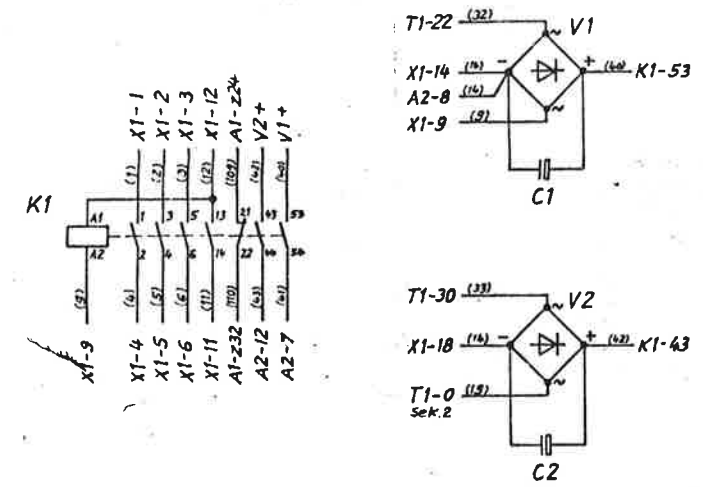 K1
X1-1
X1-2
X1-3
X1-12
A1-z24
V2+
V1+
(1)
(2)
(3)
(12)
(109)
(42)
(40)
A1
1
3
5
13
21
43
53
A2
2
4
6
14
22
44
54
(9)
(4)
(5)
(6)
(11)
(110)
(43)
(41)
X1-9
X1-4
X1-5
X1-6
X1-11
A1-z32
A2-12
A2-7
T1-22 (32) ~ V1
X1-14 (14) - + (40) K1-53
A2-8 (14)
X1-9 (9) ~
C1
T1-30 (33) ~ V2
X1-18 (14) - + (42) K1-43
T1-0 (15) ~
Sek.2
C2